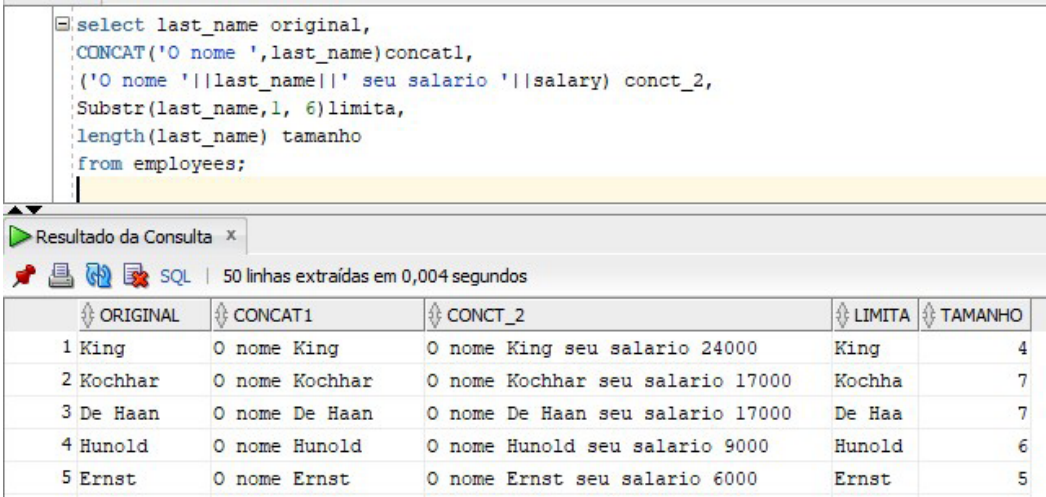 select last_name original,
CONCAT('O nome ',last_name)concat1,
('O nome '||last_name||' seu salario '||salary) conct_2,
Substr(last_name,1, 6)limita,
length(last_name) tamanho
from employees;
Resultado da Consulta x
SQL | 50 linhas extraídas em 0,004 segundos
ORIGINAL CONCAT1 CONCT_2 LIMITA TAMANHO
1 King O nome King O nome King seu salario 24000 King 4
2 Kochhar O nome Kochhar O nome Kochhar seu salario 17000 Kochha 7
3 De Haan O nome De Haan O nome De Haan seu salario 17000 De Haa 7
4 Hunold O nome Hunold O nome Hunold seu salario 9000 Hunold 6
5 Ernst O nome Ernst O nome Ernst seu salario 6000 Ernst 5